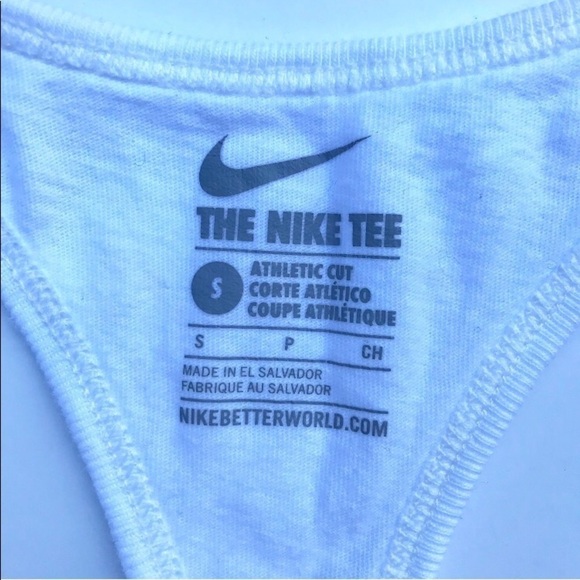 THE NIKE TEE
S
ATHLETIC CUT
CORTE ATLÉTICO
COUPE ATHLÉTIQUE
S P CH
MADE IN EL SALVADOR
FABRIQUE AU SALVADOR
NIKEBETTERWORLD.COM